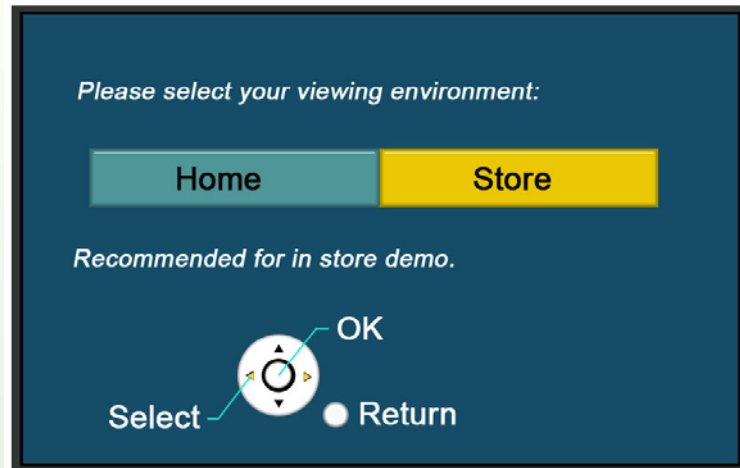 Please select your viewing environment:
Home Store
Recommended for in store demo.
OK
Select
Return